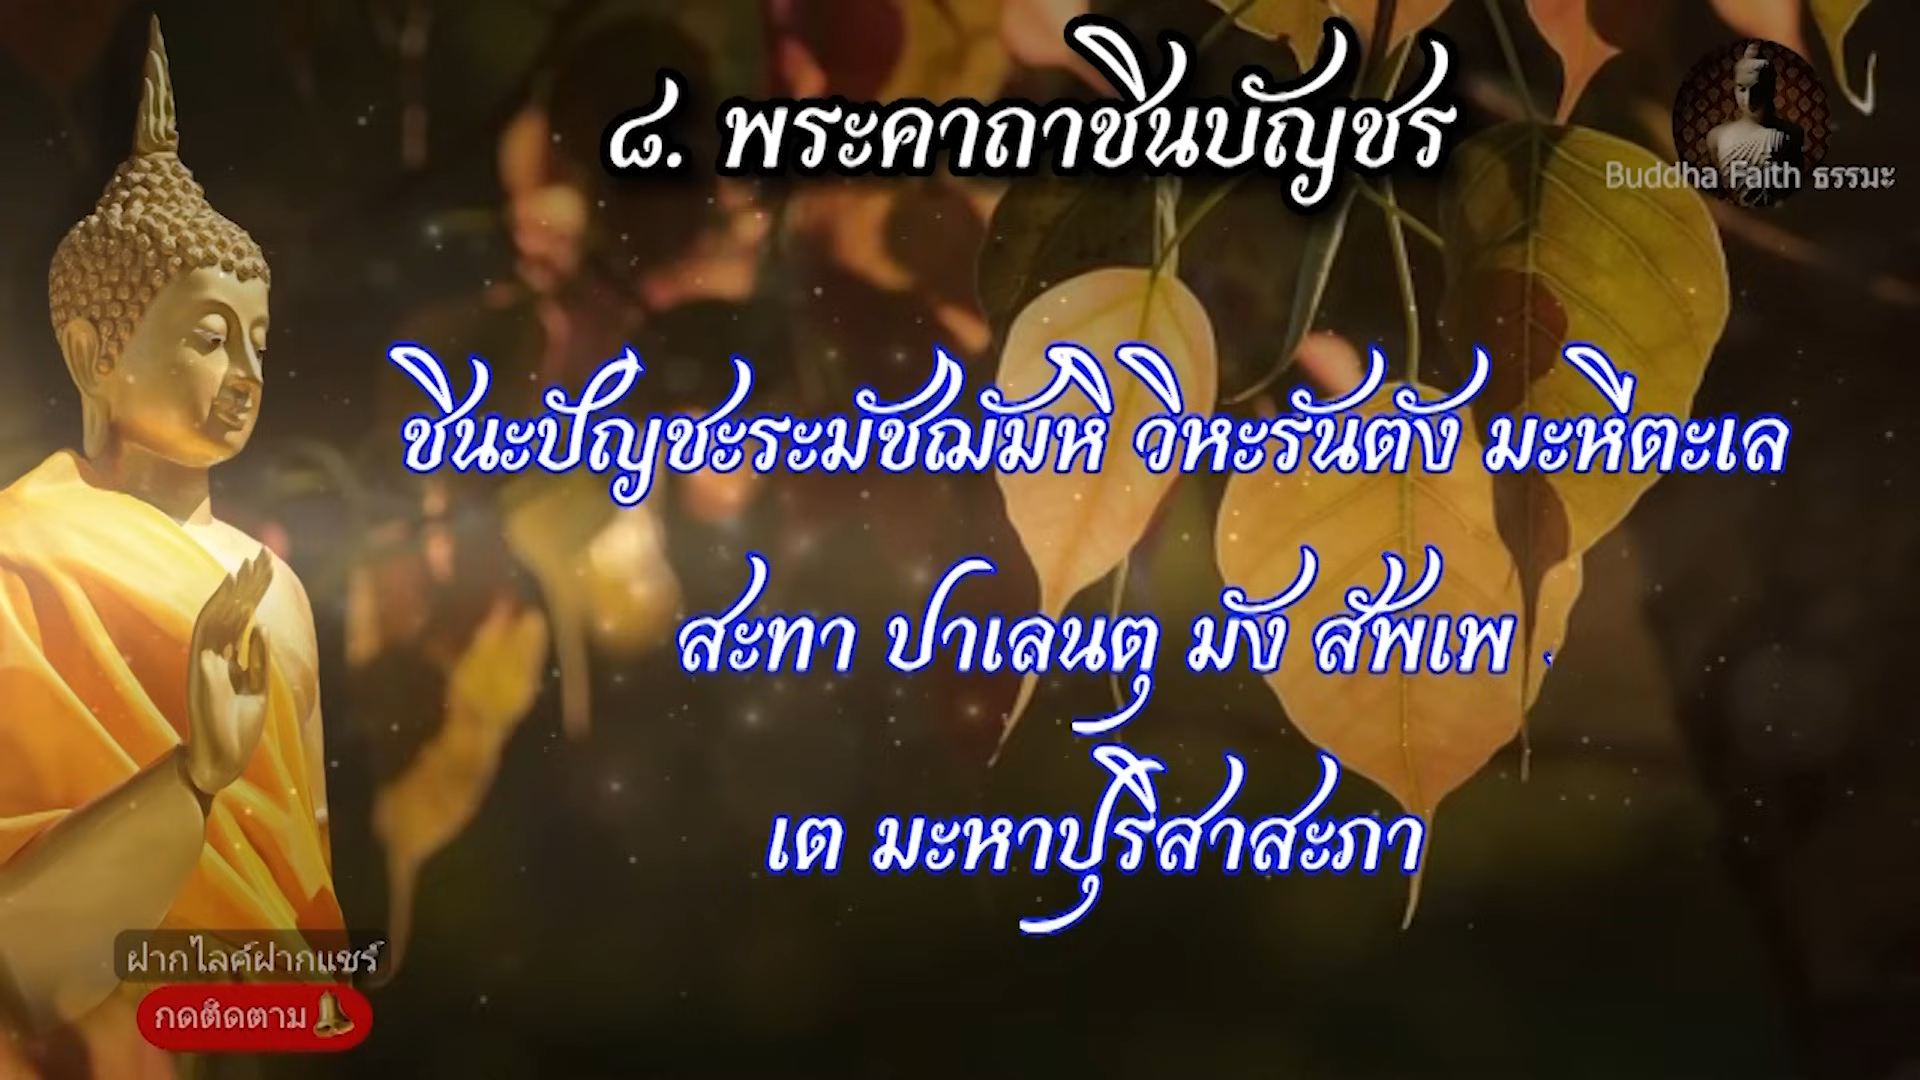 ๘. พระคาถาชินบัญชร
Buddha Faith ธรรมะ
ชินะปัญชะระมัชฌัมหิ วิหะรันตัง มะหีตะเล
สะทา ปาเลนตุ มัง สัพเพ
เต มะหาปุริสาสะภา
ฝากไลค์ฝากแชร์
กดติดตาม